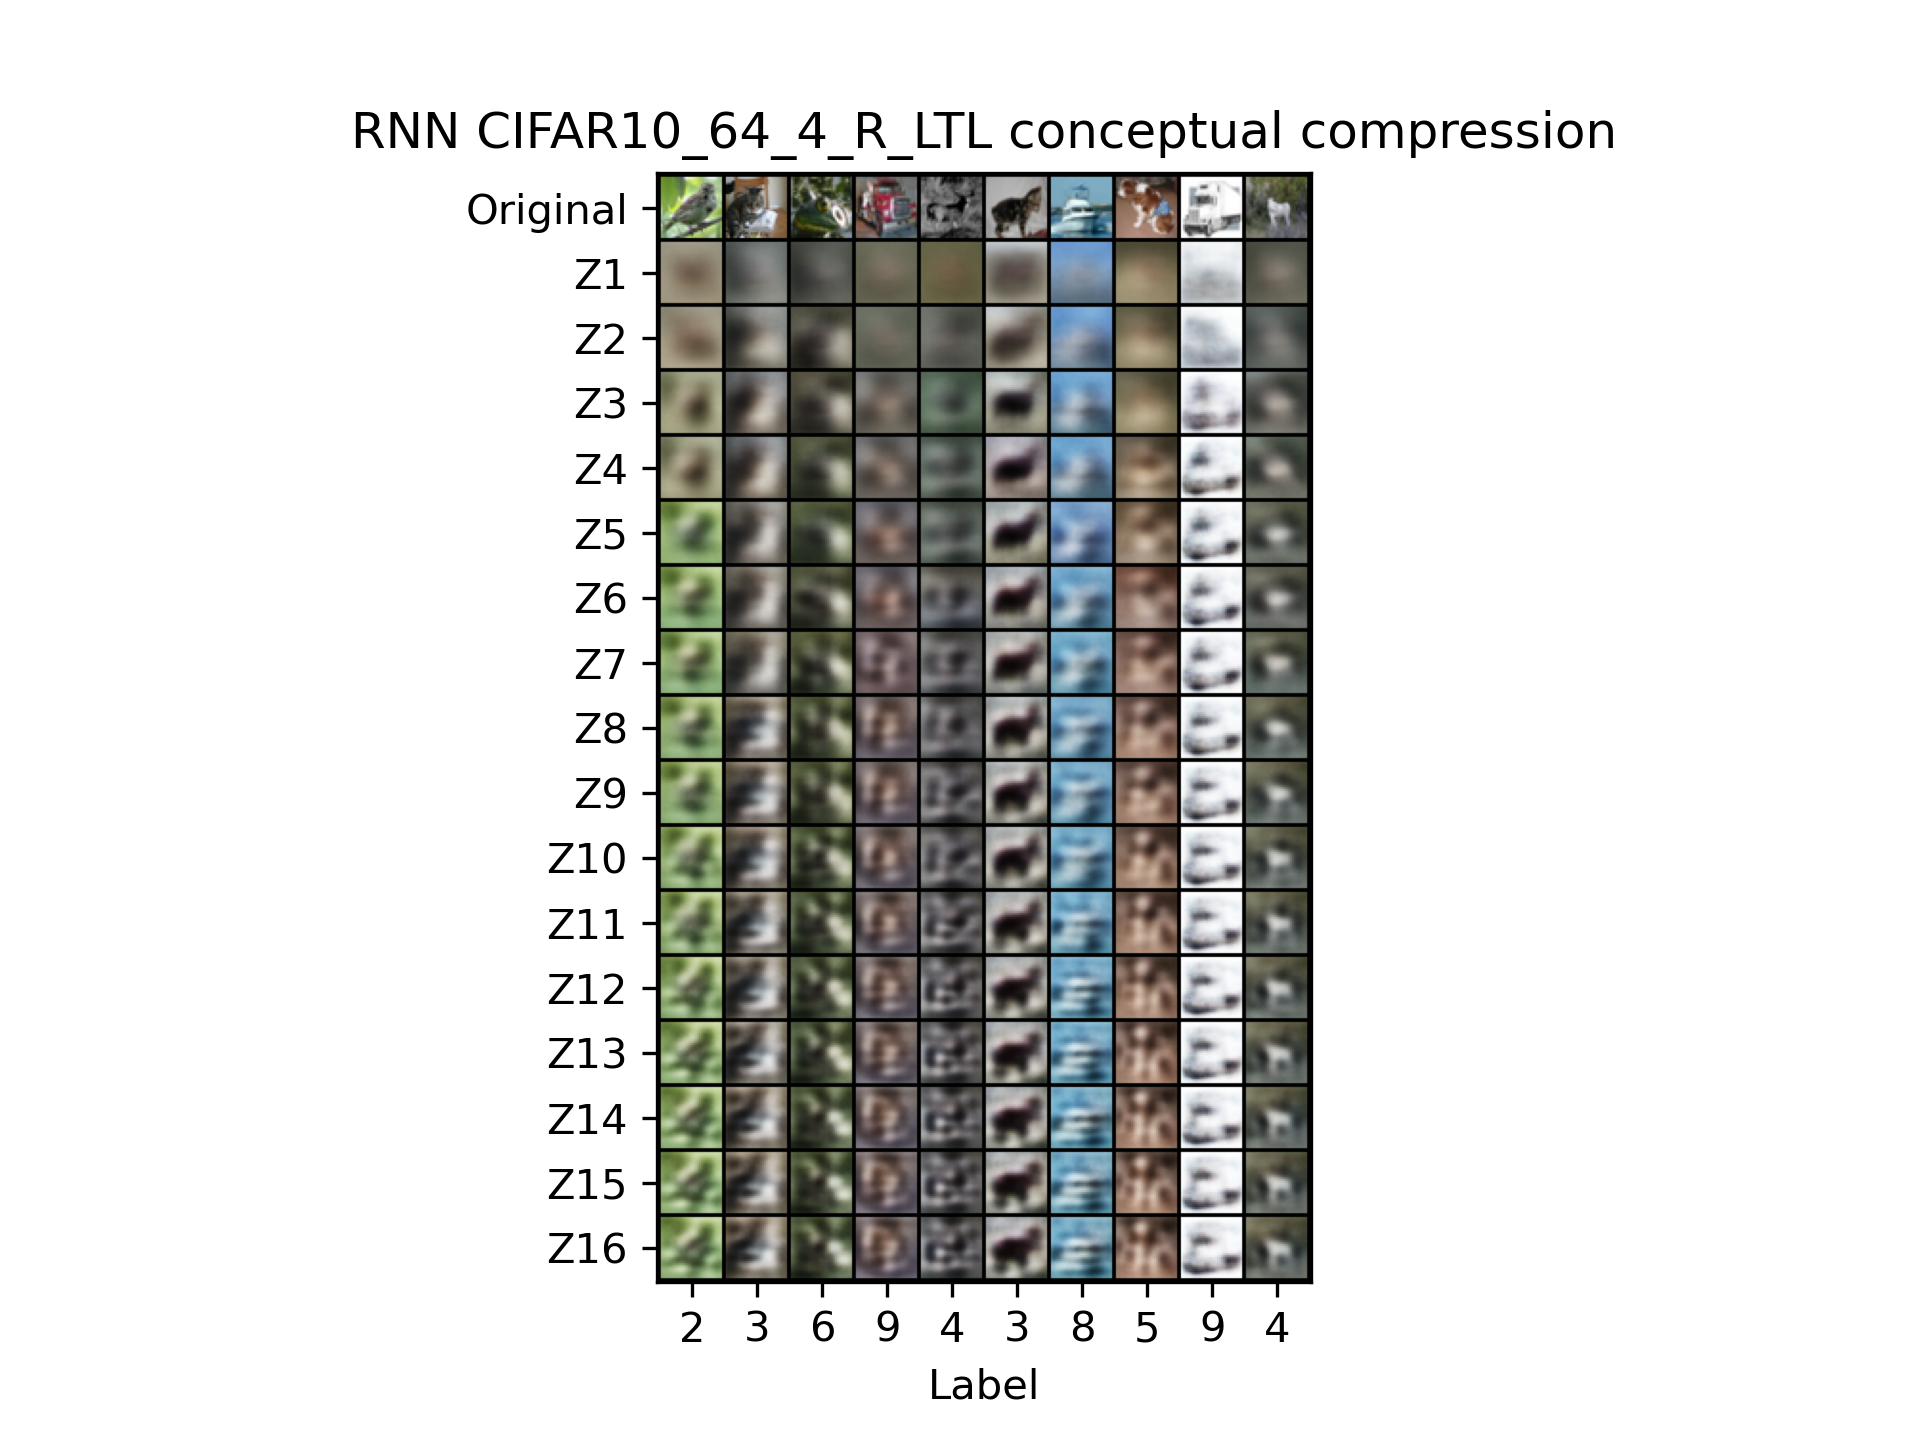 RNN CIFAR10_64_4_R_LTL conceptual compression
Original
Z1
Z2
Z3
Z4
Z5
Z6
Z7
Z8
Z9
Z10
Z11
Z12
Z13
Z14
Z15
Z16
2 3 6 9 4 3 8 5 9 4
Label